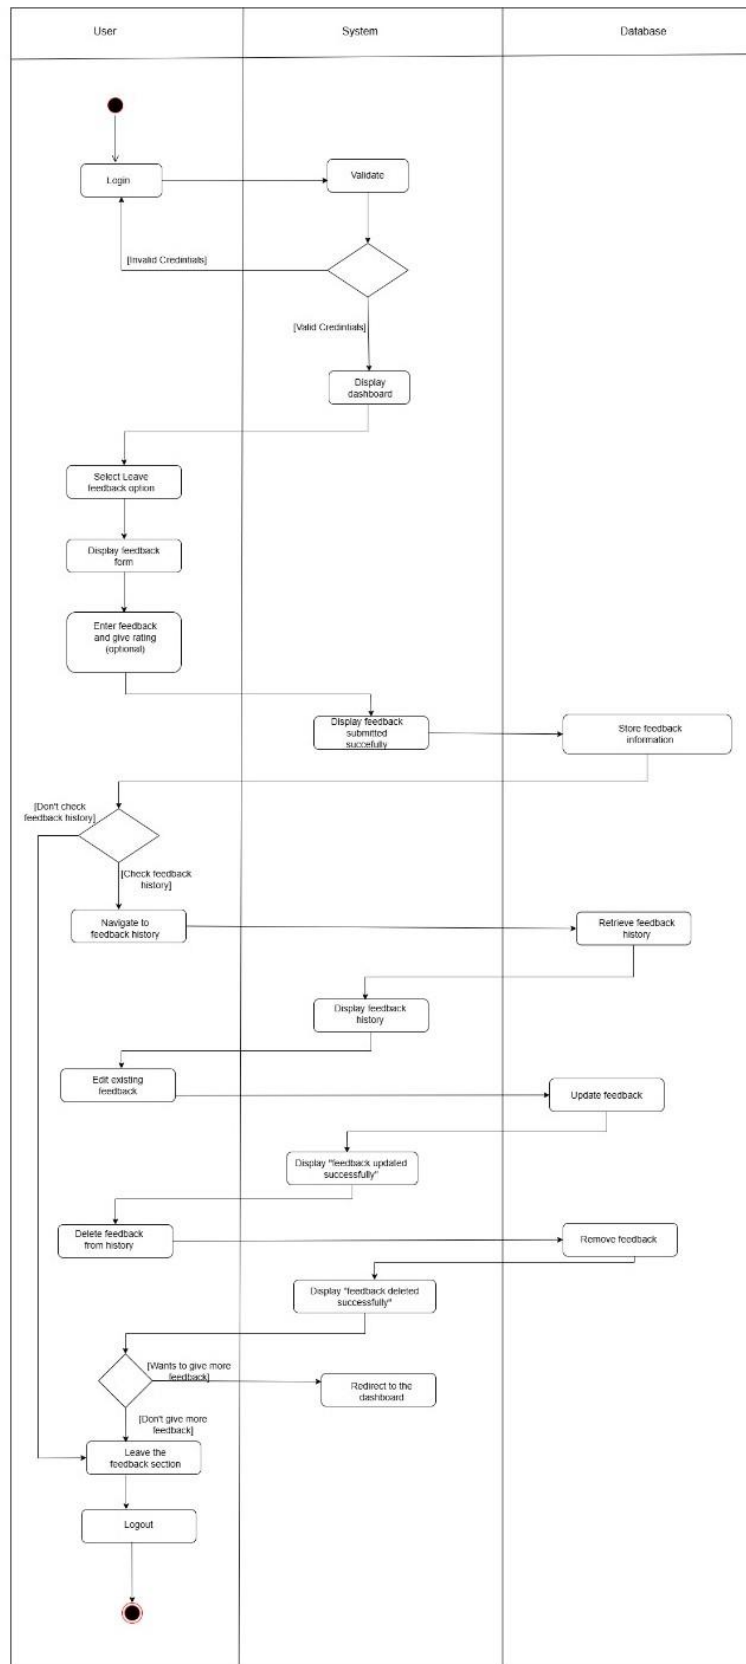 User
System
Database
Login
Validate
[Invalid Credintials]
[Valid Credintials]
Display
dashboard
Select Leave
feedback option
Display feedback
form
Enter feedback
and give rating
(optional)
Display feedback
submitted
succefully
Store feedback
information
[Don't check
feedback history]
[Check feedback
history]
Navigate to
feedback history
Retrieve feedback
history
Display feedback
history
Edit existing
feedback
Update feedback
Display "feedback updated
successfully"
Delete feedback
from history
Remove feedback
Display "feedback deleted
successfully"
[Wants to give more
feedback]
Redirect to the
dashboard
[Don't give more
feedback]
Leave the
feedback section
Logout